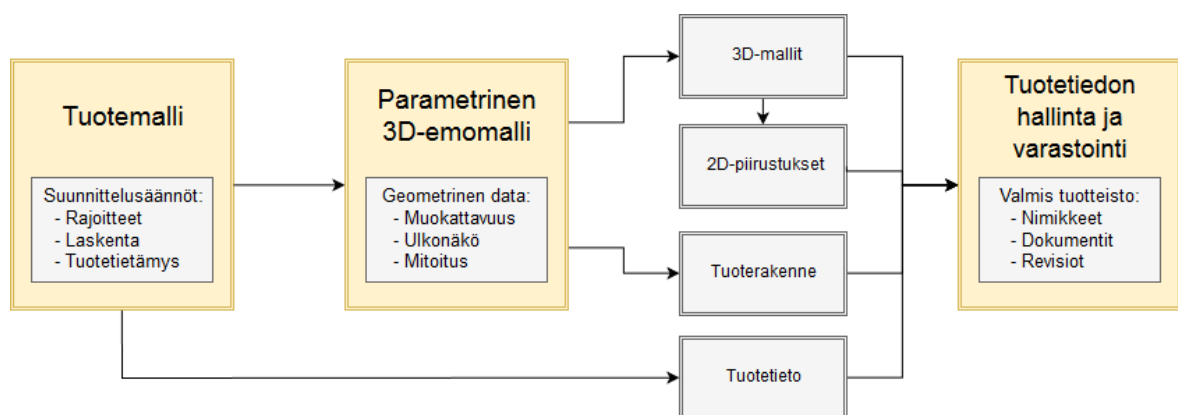 Tuotemalli
Suunnittelusäännöt:
- Rajoitteet
- Laskenta
- Tuotetietämys
Parametrinen
3D-emomalli
Geometrinen data:
- Muokattavuus
- Ulkonäkö
- Mitoitus
3D-mallit
2D-piirustukset
Tuoterakenne
Tuotetieto
Tuotetiedon
hallinta ja
varastointi
Valmis tuotteisto:
- Nimikkeet
- Dokumentit
- Revisiot